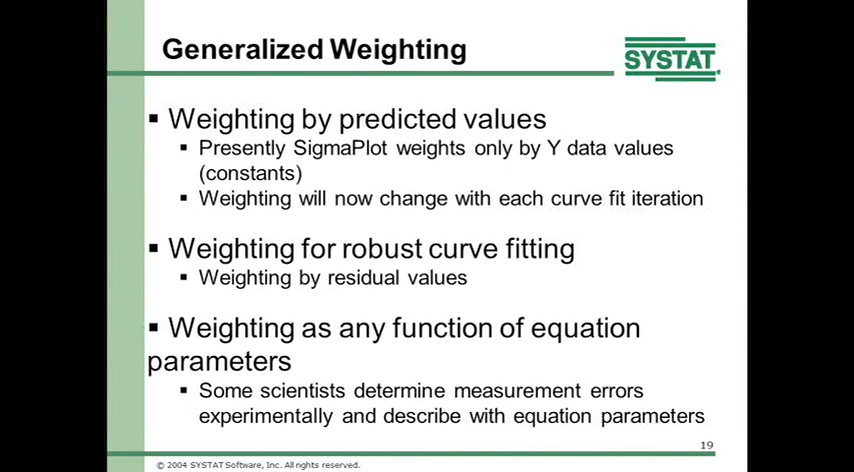 Generalized Weighting
SYSTAT
▪ Weighting by predicted values
▪ Presently SigmaPlot weights only by Y data values
(constants)
▪ Weighting will now change with each curve fit iteration
▪ Weighting for robust curve fitting
▪ Weighting by residual values
▪ Weighting as any function of equation
parameters
▪ Some scientists determine measurement errors
experimentally and describe with equation parameters
19
© 2004 SYSTAT Software, Inc. All rights reserved.